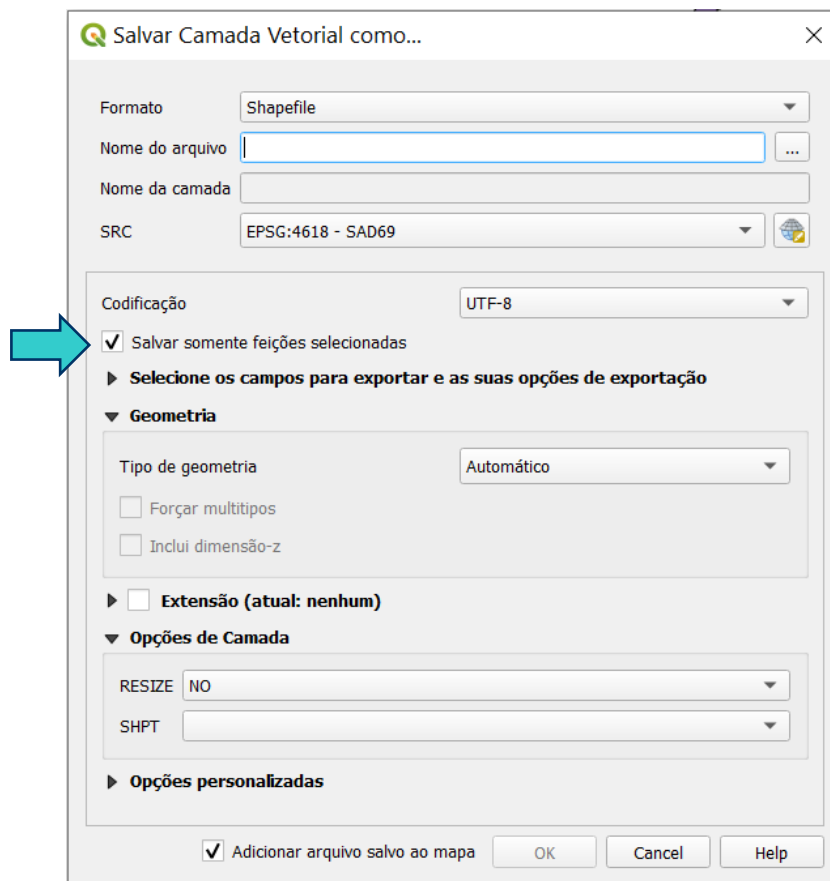 Salvar Camada Vetorial como...
Formato Shapefile
Nome do arquivo ...
Nome da camada
SRC EPSG:4618 - SAD69
Codificação UTF-8
Salvar somente feições selecionadas
Selecione os campos para exportar e as suas opções de exportação
Geometria
Tipo de geometria Automático
Forçar multitipos
Inclui dimensão-z
Extensão (atual: nenhum)
Opções de Camada
RESIZE NO
SHPT
Opções personalizadas
Adicionar arquivo salvo ao mapa OK Cancel Help